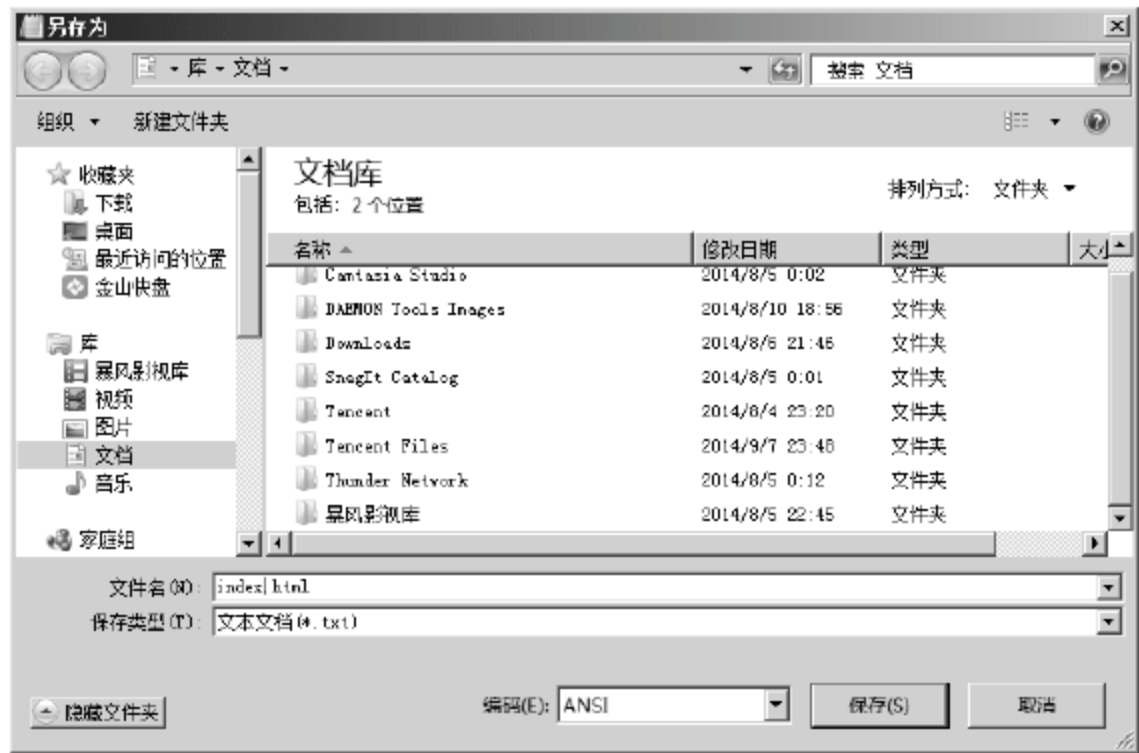 另存为
库 文档
搜索 文档
组织 新建文件夹
收藏夹
下载
桌面
最近访问的位置
金山快盘
库
暴风影视库
视频
图片
文档
音乐
家庭组
文档库
包括: 2 个位置
排列方式: 文件夹
名称 修改日期 类型 大小
Camtasia Studio 2014/8/5 0:02 文件夹
DAEMON Tools Images 2014/8/10 18:56 文件夹
Downloads 2014/8/6 21:46 文件夹
SnagIt Catalog 2014/8/5 0:01 文件夹
Tencent 2014/8/4 23:20 文件夹
Tencent Files 2014/9/7 23:48 文件夹
Thunder Network 2014/8/5 0:12 文件夹
暴风影视库 2014/8/5 22:45 文件夹
文件名(N): index.html
保存类型(T): 文本文档(*.txt)
隐藏文件夹 编码(E): ANSI 保存(S) 取消